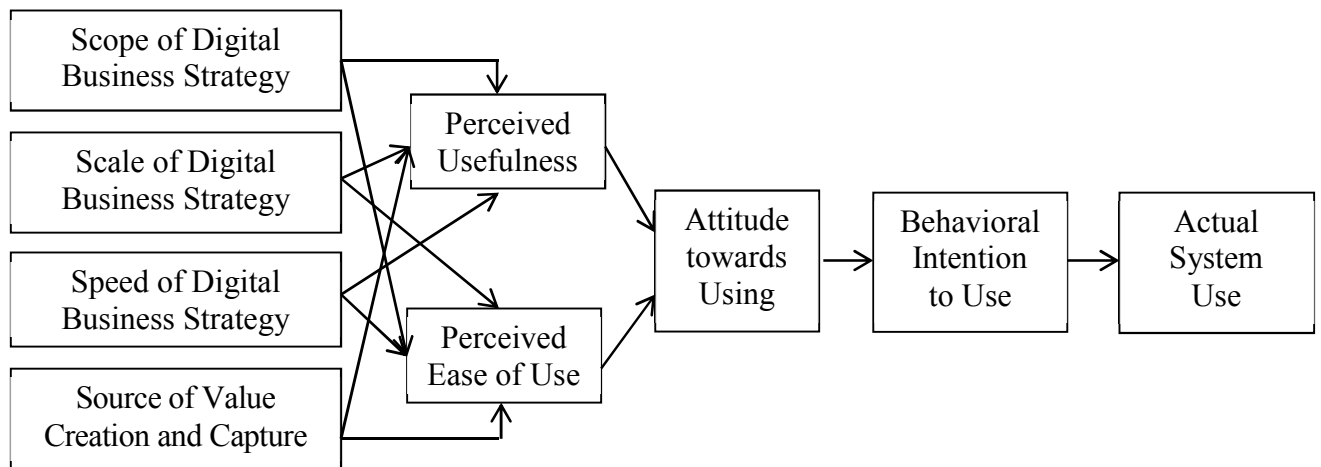 Scope of Digital
Business Strategy
Scale of Digital
Business Strategy
Speed of Digital
Business Strategy
Source of Value
Creation and Capture
Perceived
Usefulness
Perceived
Ease of Use
Attitude
towards
Using
Behavioral
Intention
to Use
Actual
System
Use